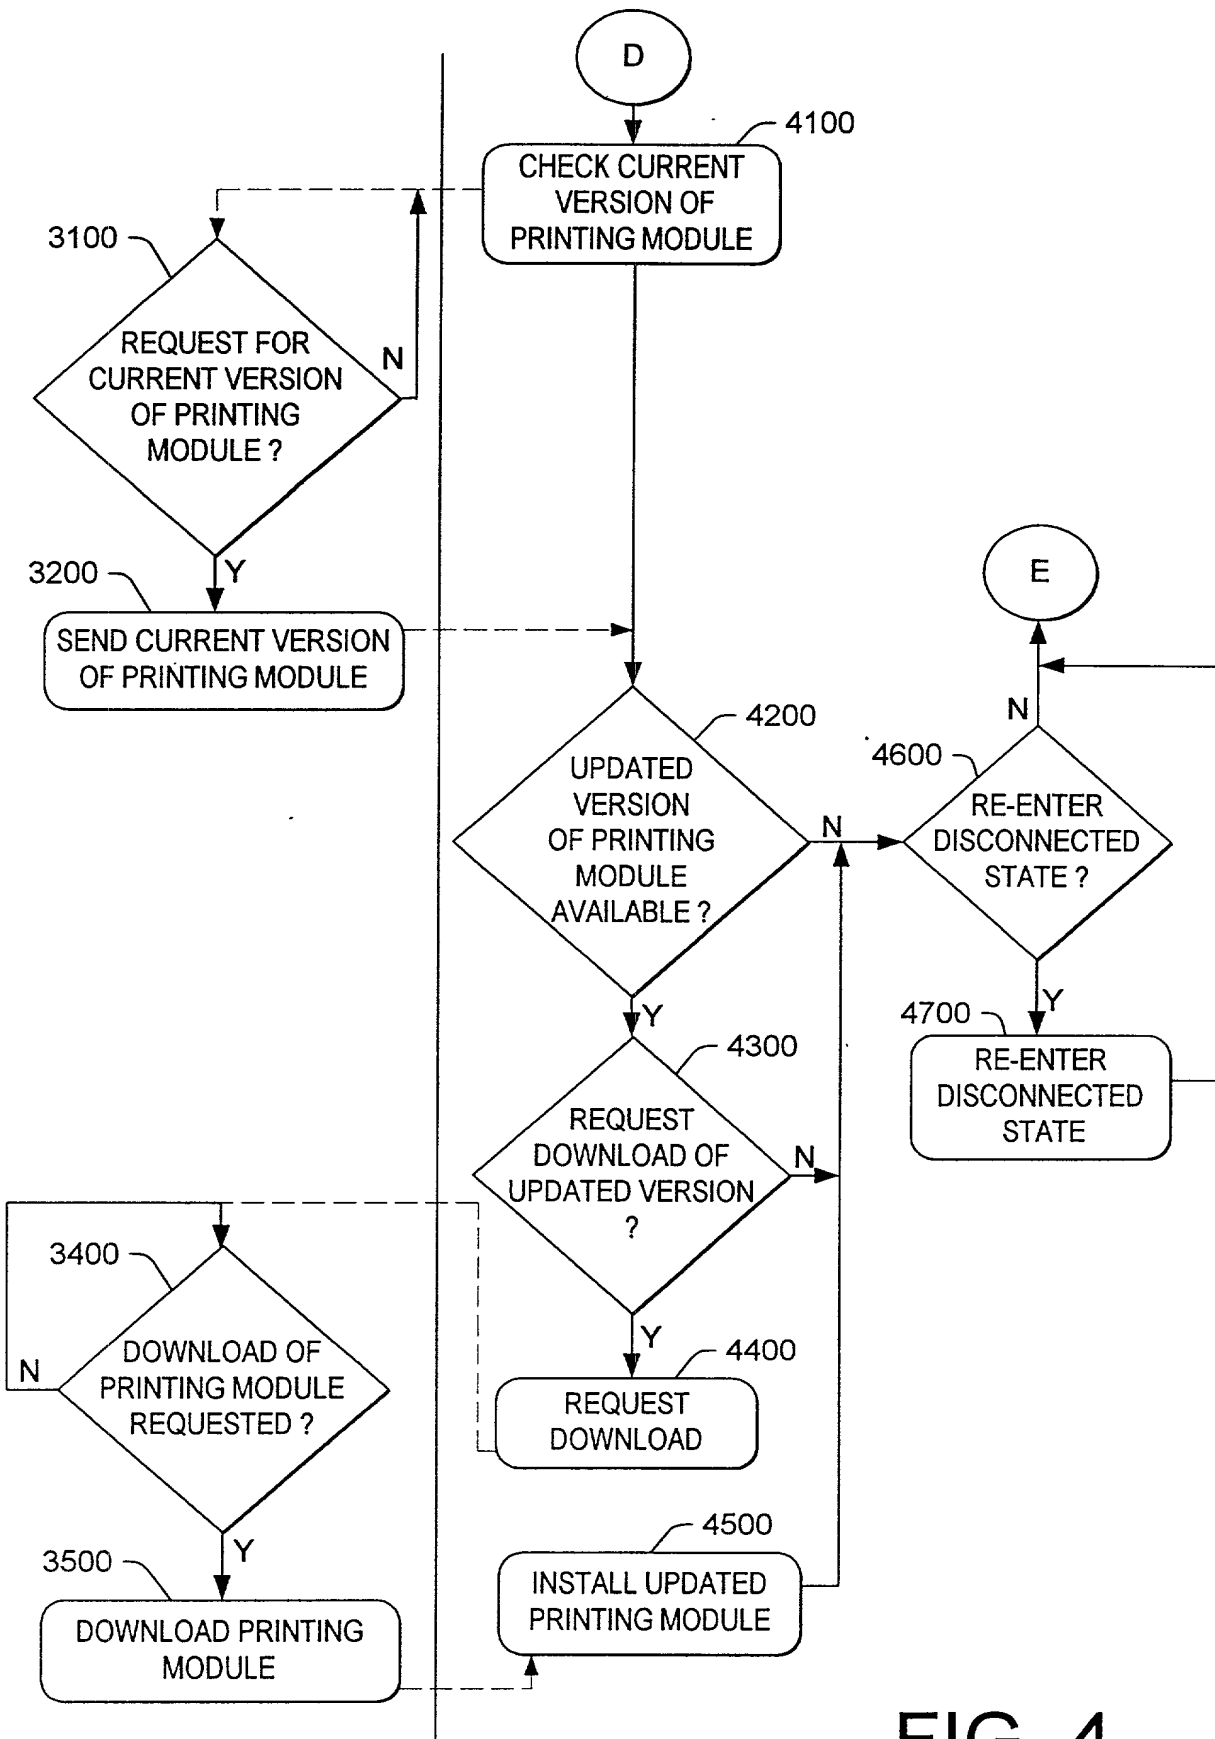 D
4100
CHECK CURRENT
VERSION OF
PRINTING MODULE
3100
REQUEST FOR
CURRENT VERSION
OF PRINTING
MODULE ?
N
Y
3200
SEND CURRENT VERSION
OF PRINTING MODULE
E
N
4200
UPDATED
VERSION
OF PRINTING
MODULE
AVAILABLE ?
N
Y
4600
RE-ENTER
DISCONNECTED
STATE ?
Y
4700
RE-ENTER
DISCONNECTED
STATE
4300
REQUEST
DOWNLOAD OF
UPDATED VERSION
?
N
Y
3400
DOWNLOAD OF
PRINTING MODULE
REQUESTED ?
N
Y
4400
REQUEST
DOWNLOAD
4500
INSTALL UPDATED
PRINTING MODULE
3500
DOWNLOAD PRINTING
MODULE
FIG. 4